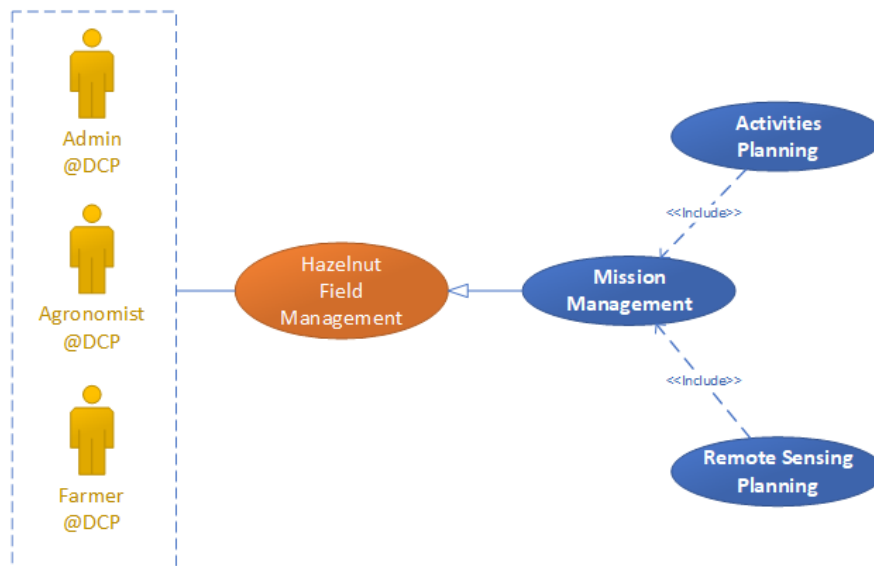 Admin
@DCP
Agronomist
@DCP
Farmer
@DCP
Hazelnut
Field
Management
Mission
Management
Activities
Planning
<<Include>>
<<Include>>
Remote Sensing
Planning